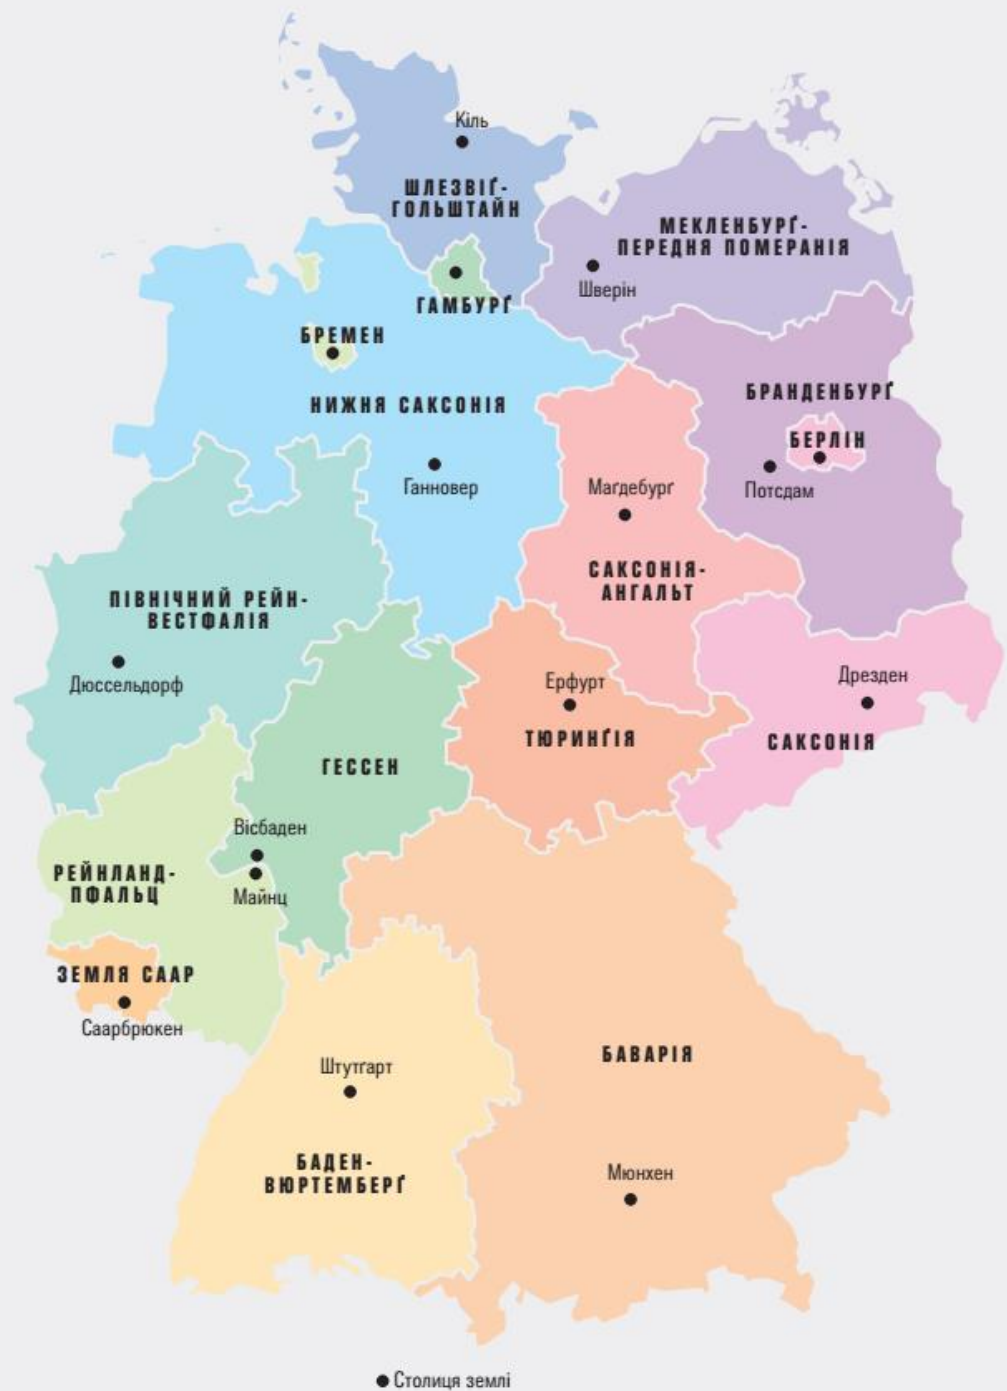 Кіль
ШЛЕЗВІҐ-
ГОЛЬШТАЙН
МЕКЛЕНБУРҐ-
ПЕРЕДНЯ ПОМЕРАНІЯ
Шверін
ГАМБУРҐ
БРЕМЕН
НИЖНЯ САКСОНІЯ
Ганновер
БРАНДЕНБУРҐ
БЕРЛІН
Потсдам
Маґдебурґ
САКСОНІЯ-
АНГАЛЬТ
ПІВНІЧНИЙ РЕЙН-
ВЕСТФАЛІЯ
Дюссельдорф
Ерфурт
ТЮРИНҐІЯ
Дрезден
САКСОНІЯ
ГЕССЕН
Вісбаден
Майнц
РЕЙНЛАНД-
ПФАЛЬЦ
ЗЕМЛЯ СААР
Саарбрюкен
Штутґарт
БАДЕН-
ВЮРТЕМБЕРҐ
БАВАРІЯ
Мюнхен
Столиця землі